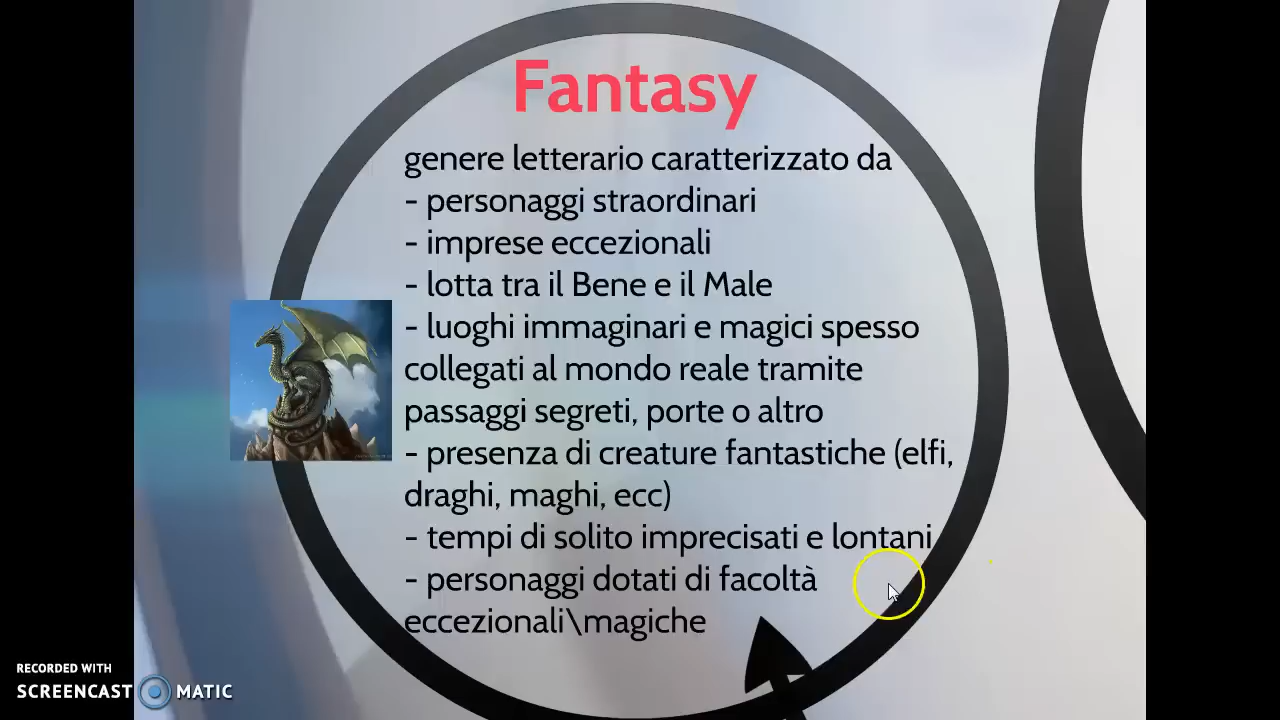 Fantasy
genere letterario caratterizzato da
- personaggi straordinari
- imprese eccezionali
- lotta tra il Bene e il Male
- luoghi immaginari e magici spesso
collegati al mondo reale tramite
passaggi segreti, porte o altro
- presenza di creature fantastiche (elfi,
draghi, maghi, ecc)
- tempi di solito imprecisati e lontani
- personaggi dotati di facoltà
eccezionali\magiche
RECORDED WITH
SCREENCAST MATIC